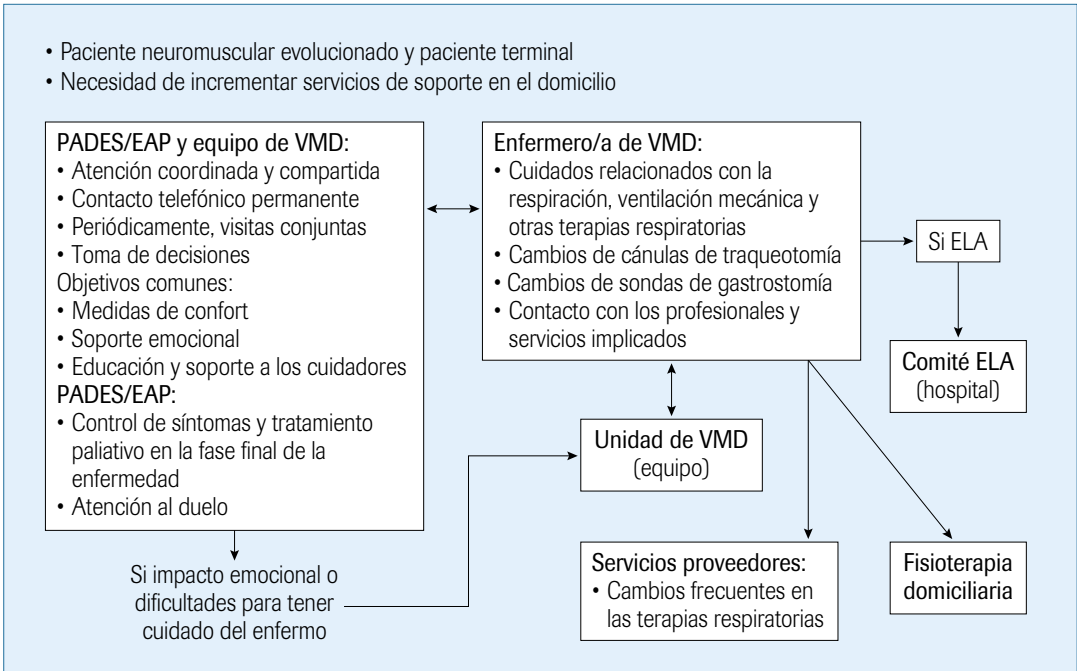 • Paciente neuromuscular evolucionado y paciente terminal
• Necesidad de incrementar servicios de soporte en el domicilio
PADES/EAP y equipo de VMD:
• Atención coordinada y compartida
• Contacto telefónico permanente
• Periódicamente, visitas conjuntas
• Toma de decisiones
Objetivos comunes:
• Medidas de confort
• Soporte emocional
• Educación y soporte a los cuidadores
PADES/EAP:
• Control de síntomas y tratamiento
paliativo en la fase final de la
enfermedad
• Atención al duelo
Enfermero/a de VMD:
• Cuidados relacionados con la
respiración, ventilación mecánica y
otras terapias respiratorias
• Cambios de cánulas de traqueotomía
• Cambios de sondas de gastrostomía
• Contacto con los profesionales y
servicios implicados
Si ELA
Comité ELA
(hospital)
Unidad de VMD
(equipo)
Si impacto emocional o
dificultades para tener
cuidado del enfermo
Servicios proveedores:
• Cambios frecuentes en
las terapias respiratorias
Fisioterapia
domiciliaria